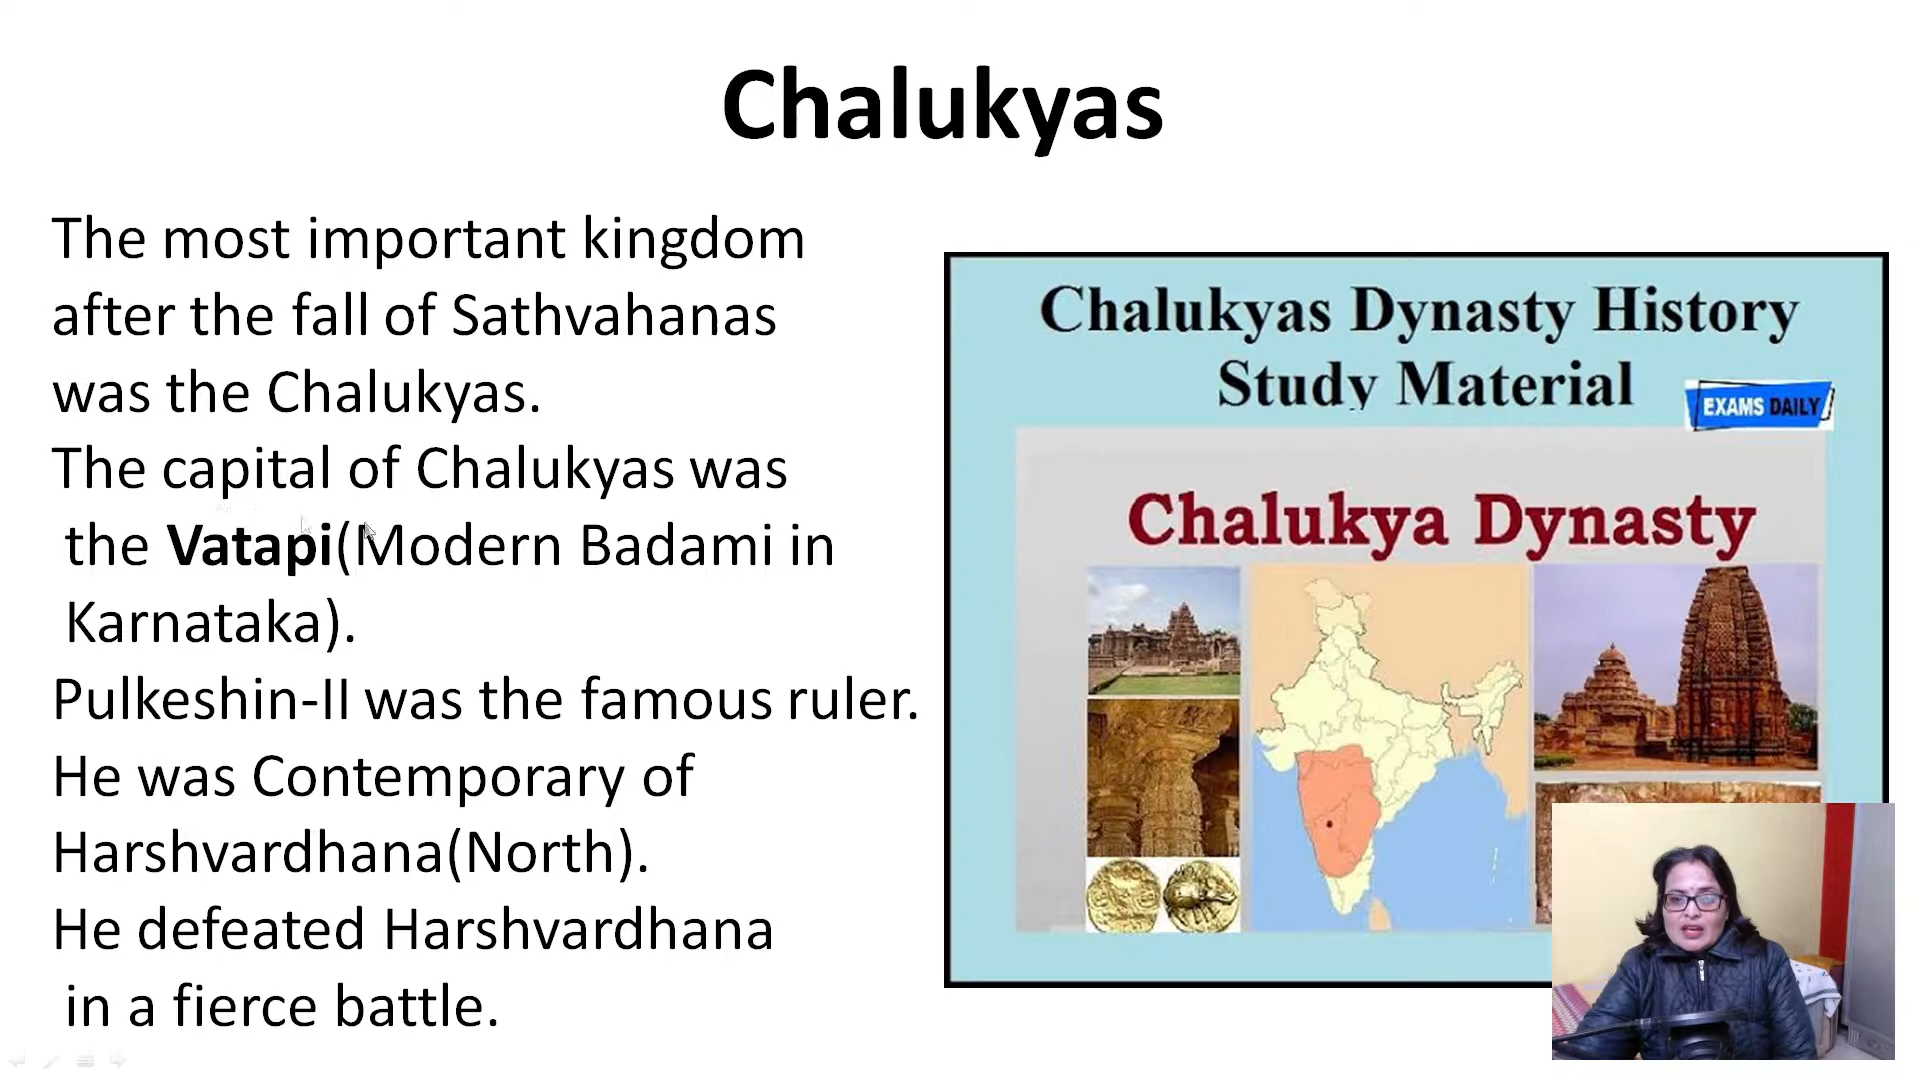 Chalukyas
The most important kingdom
after the fall of Sathvahanas
was the Chalukyas.
The capital of Chalukyas was
the Vatapi(Modern Badami in
Karnataka).
Pulkeshin-II was the famous ruler.
He was Contemporary of
Harshvardhana(North).
He defeated Harshvardhana
in a fierce battle.
Chalukyas Dynasty History
Study Material
EXAMS DAILY
Chalukya Dynasty